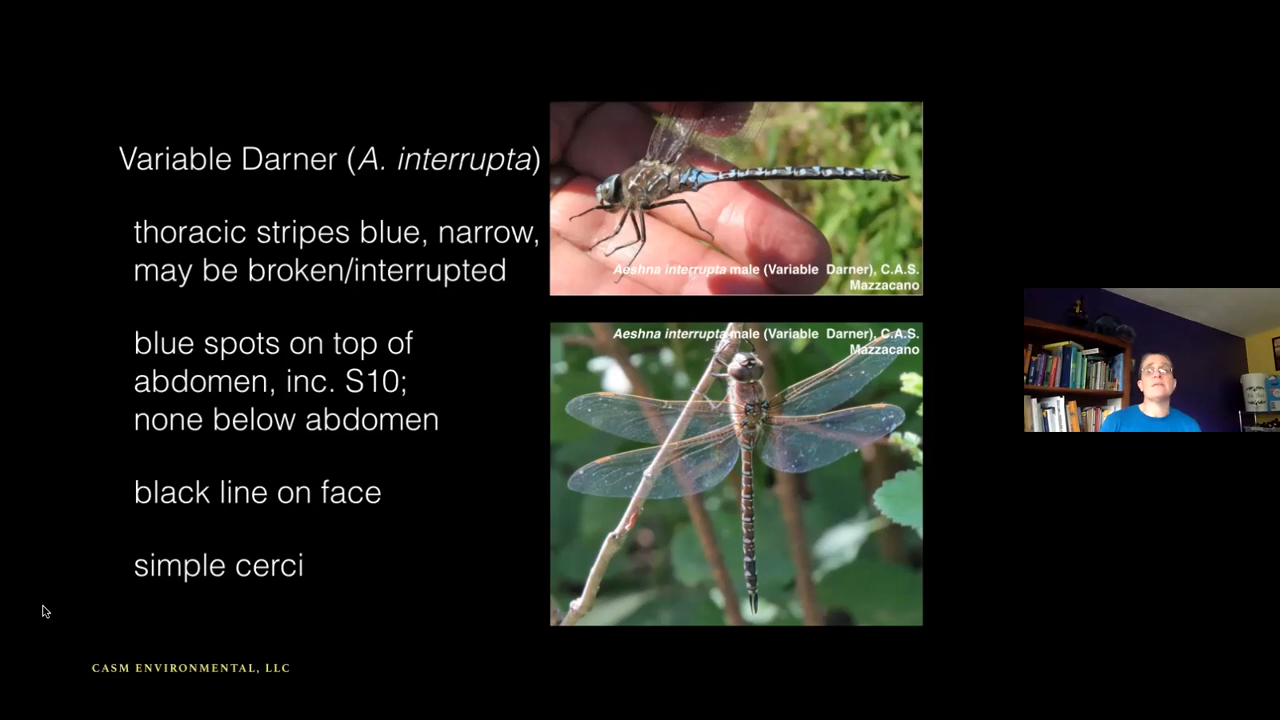 Variable Darner (A. interrupta)
thoracic stripes blue, narrow,
may be broken/interrupted
blue spots on top of
abdomen, inc. S10;
none below abdomen
black line on face
simple cerci
Aeshna interrupta male (Variable Darner), C.A.S.
Mazzacano
Aeshna interrupta male (Variable Darner), C.A.S.
Mazzacano
CASM ENVIRONMENTAL, LLC